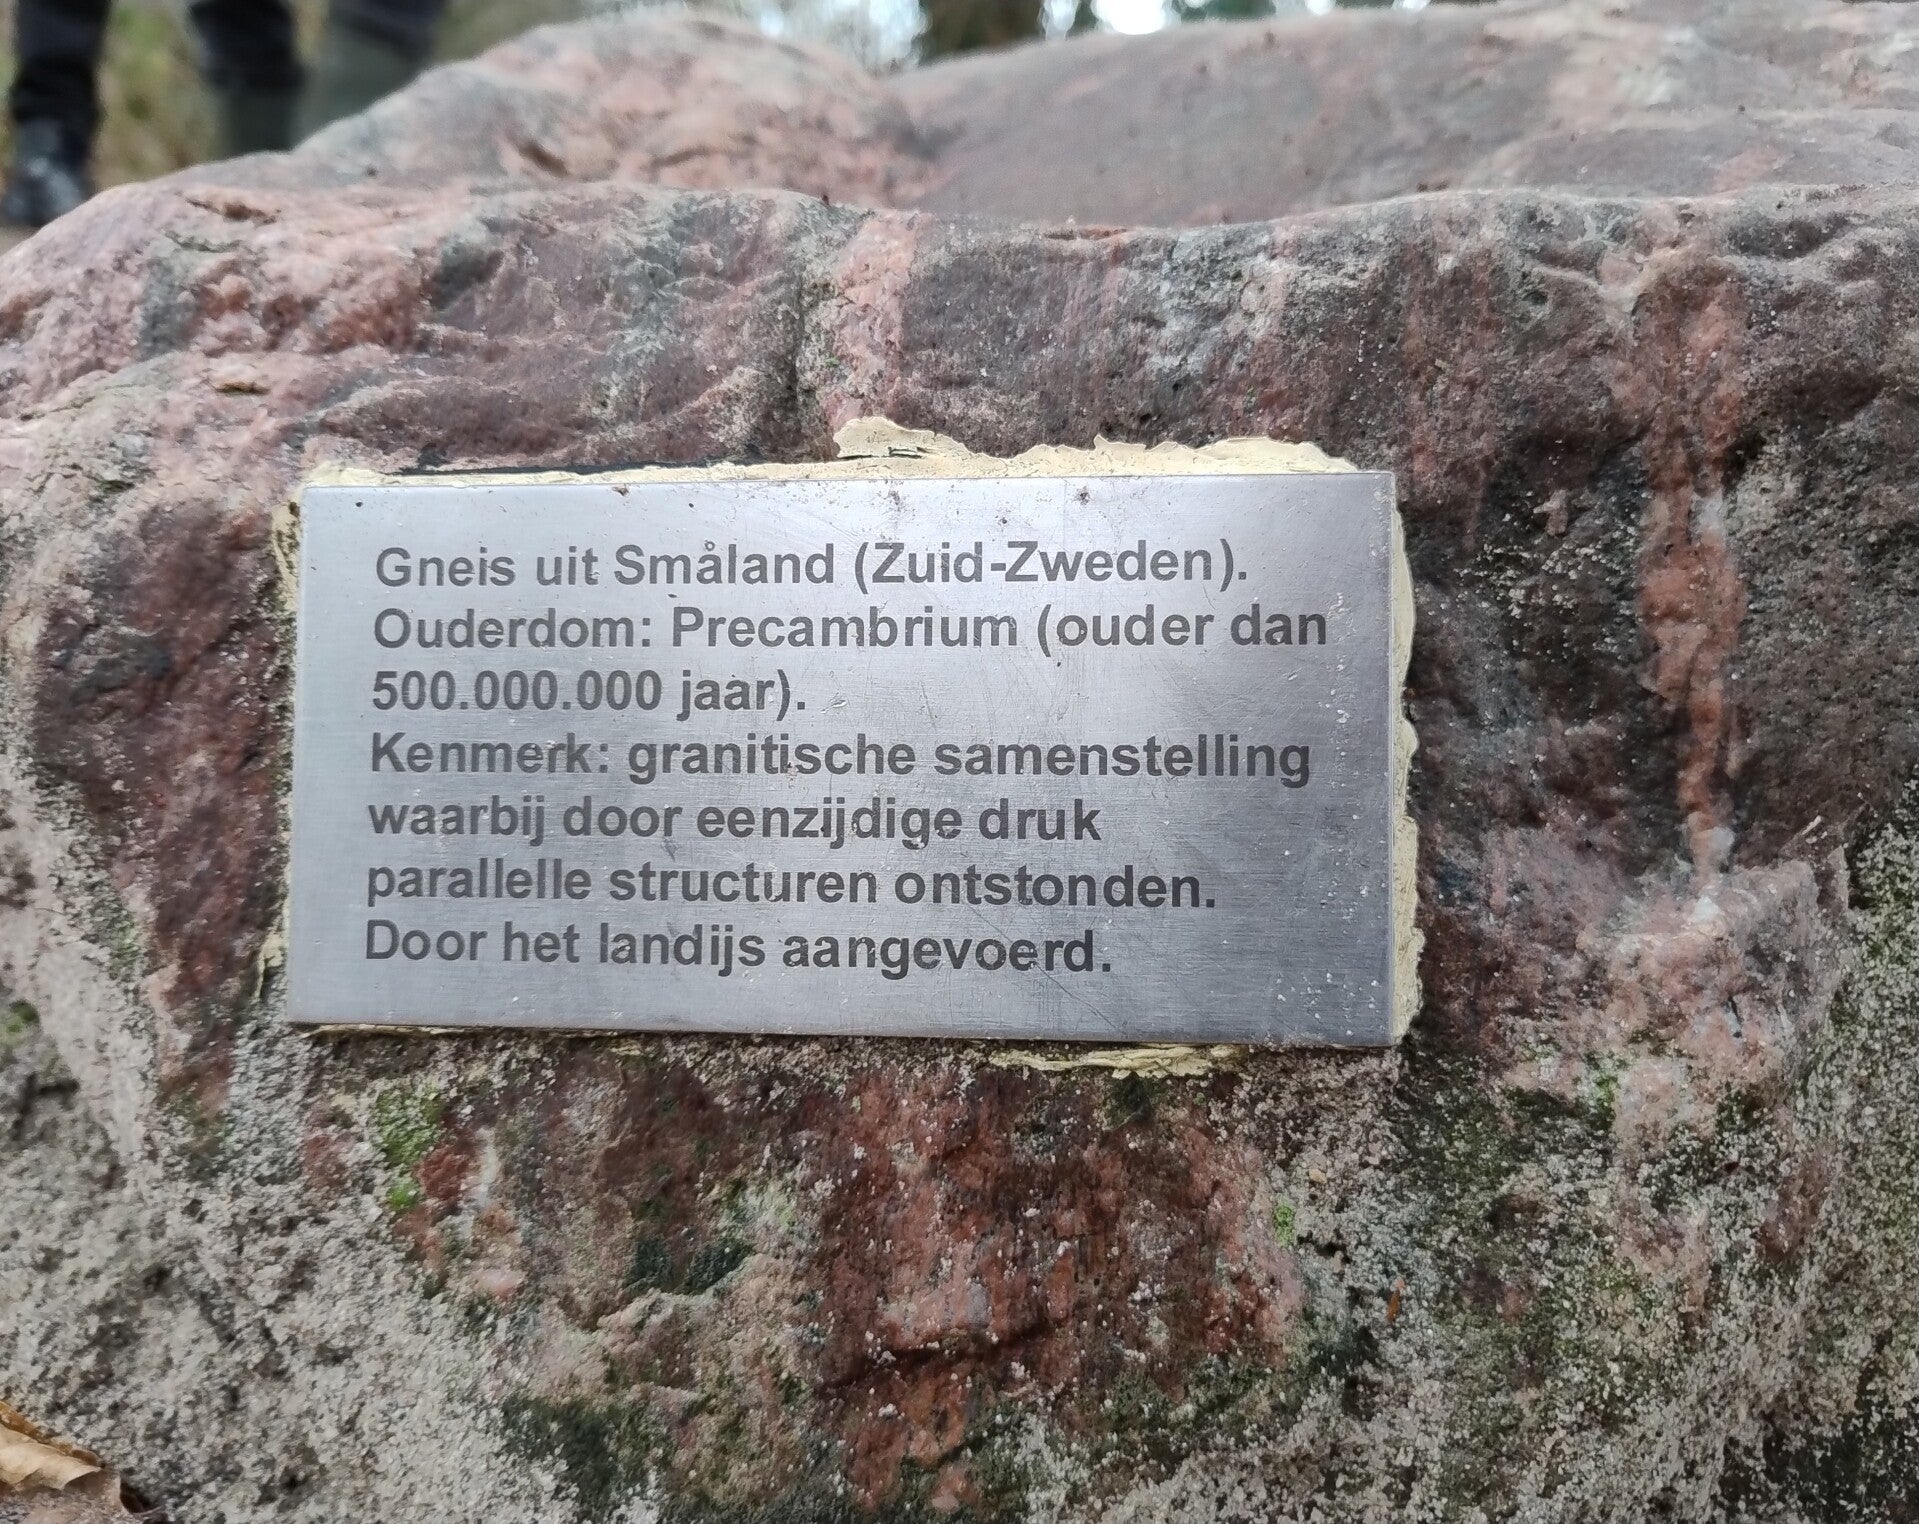 Gneis uit Småland (Zuid-Zweden).
Ouderdom: Precambrium (ouder dan
500.000.000 jaar).
Kenmerk: granitische samenstelling
waarbij door eenzijdige druk
parallelle structuren ontstonden.
Door het landijs aangevoerd.